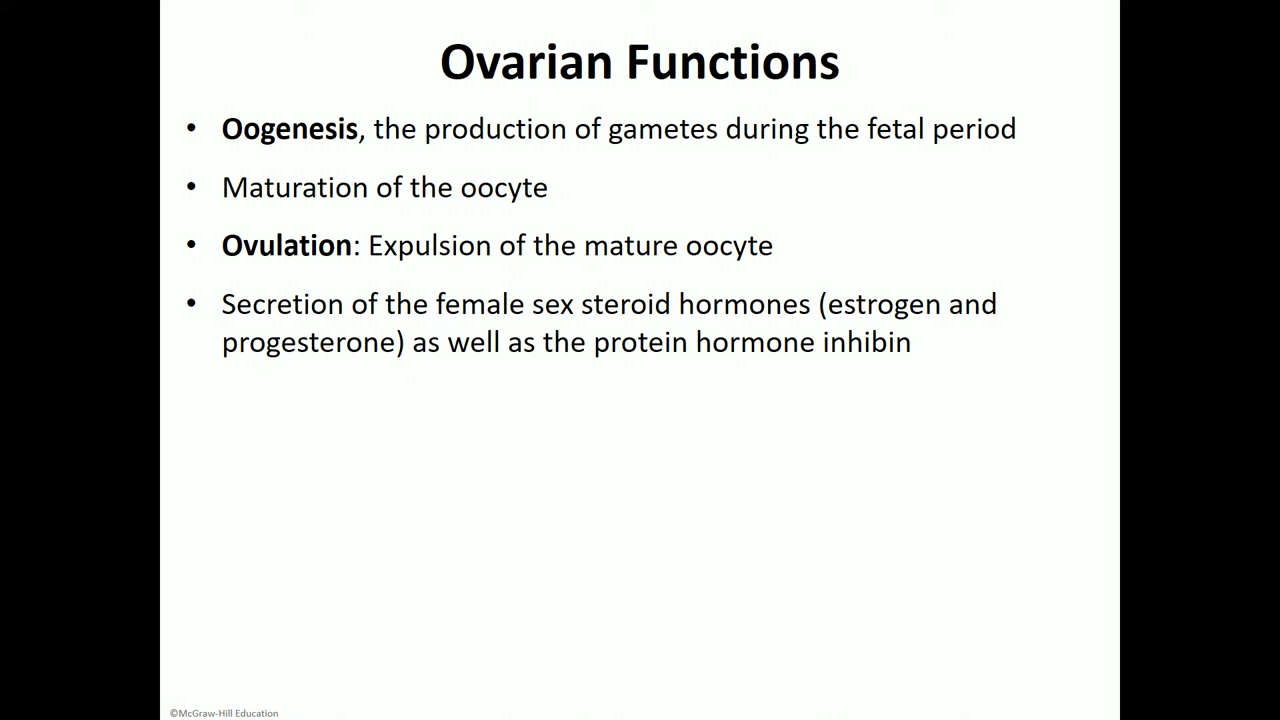 Ovarian Functions
• Oogenesis, the production of gametes during the fetal period
• Maturation of the oocyte
• Ovulation: Expulsion of the mature oocyte
• Secretion of the female sex steroid hormones (estrogen and
progesterone) as well as the protein hormone inhibin
©McGraw-Hill Education